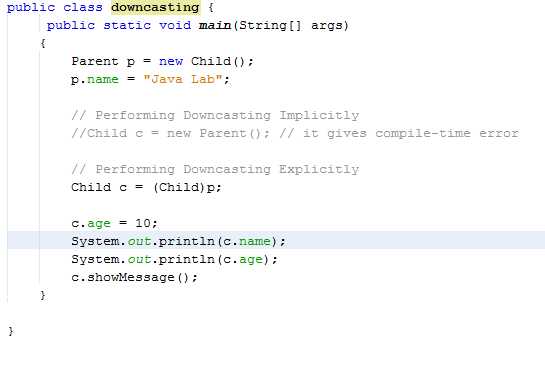 public class downcasting {
public static void main(String[] args)
{
Parent p = new Child();
p.name = "Java Lab";
// Performing Downcasting Implicitly
//Child c = new Parent(); // it gives compile-time error
// Performing Downcasting Explicitly
Child c = (Child)p;
c.age = 10;
System.out.println(c.name);
System.out.println(c.age);
c.showMessage();
}
}